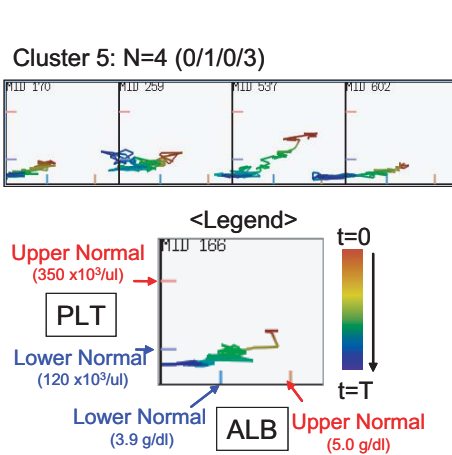 Cluster 5: N=4 (0/1/0/3)
MID 170 MID 259 MID 537 MID 602
<Legend>
t=0
MID 166
Upper Normal
(350 x10³/ul)
PLT
Lower Normal
(120 x10³/ul)
t=T
Lower Normal
(3.9 g/dl)
ALB
Upper Normal
(5.0 g/dl)